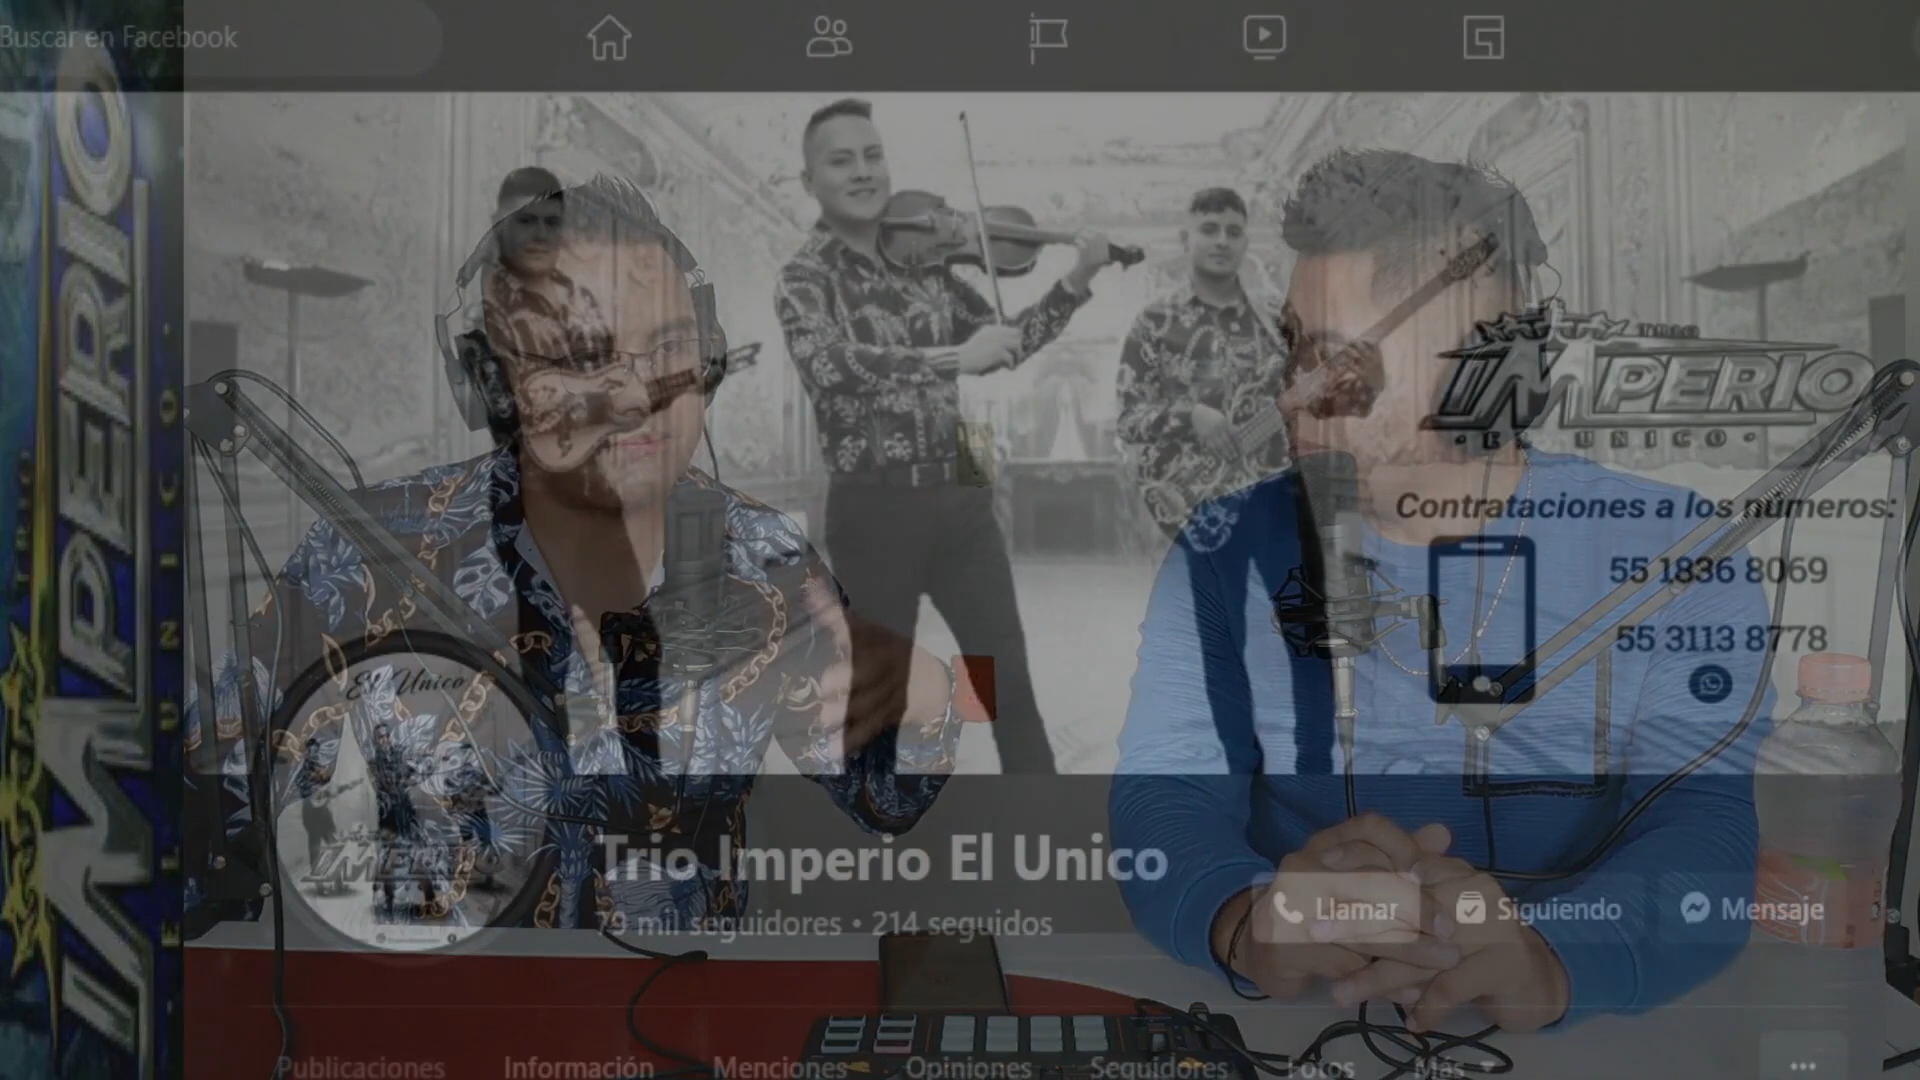 Buscar en Facebook
TRIO
IMPERIO
• EL UNICO •
TRIO
IMPERIO
• EL UNICO •
Contrataciones a los números:
55 1836 8069
55 3113 8778
El Unico
IMPERIO
Trio Imperio El Unico
79 mil seguidores • 214 seguidos
Llamar
Siguiendo
Mensaje
Publicaciones
Información
Menciones
Opiniones
Seguidores
Fotos
Más